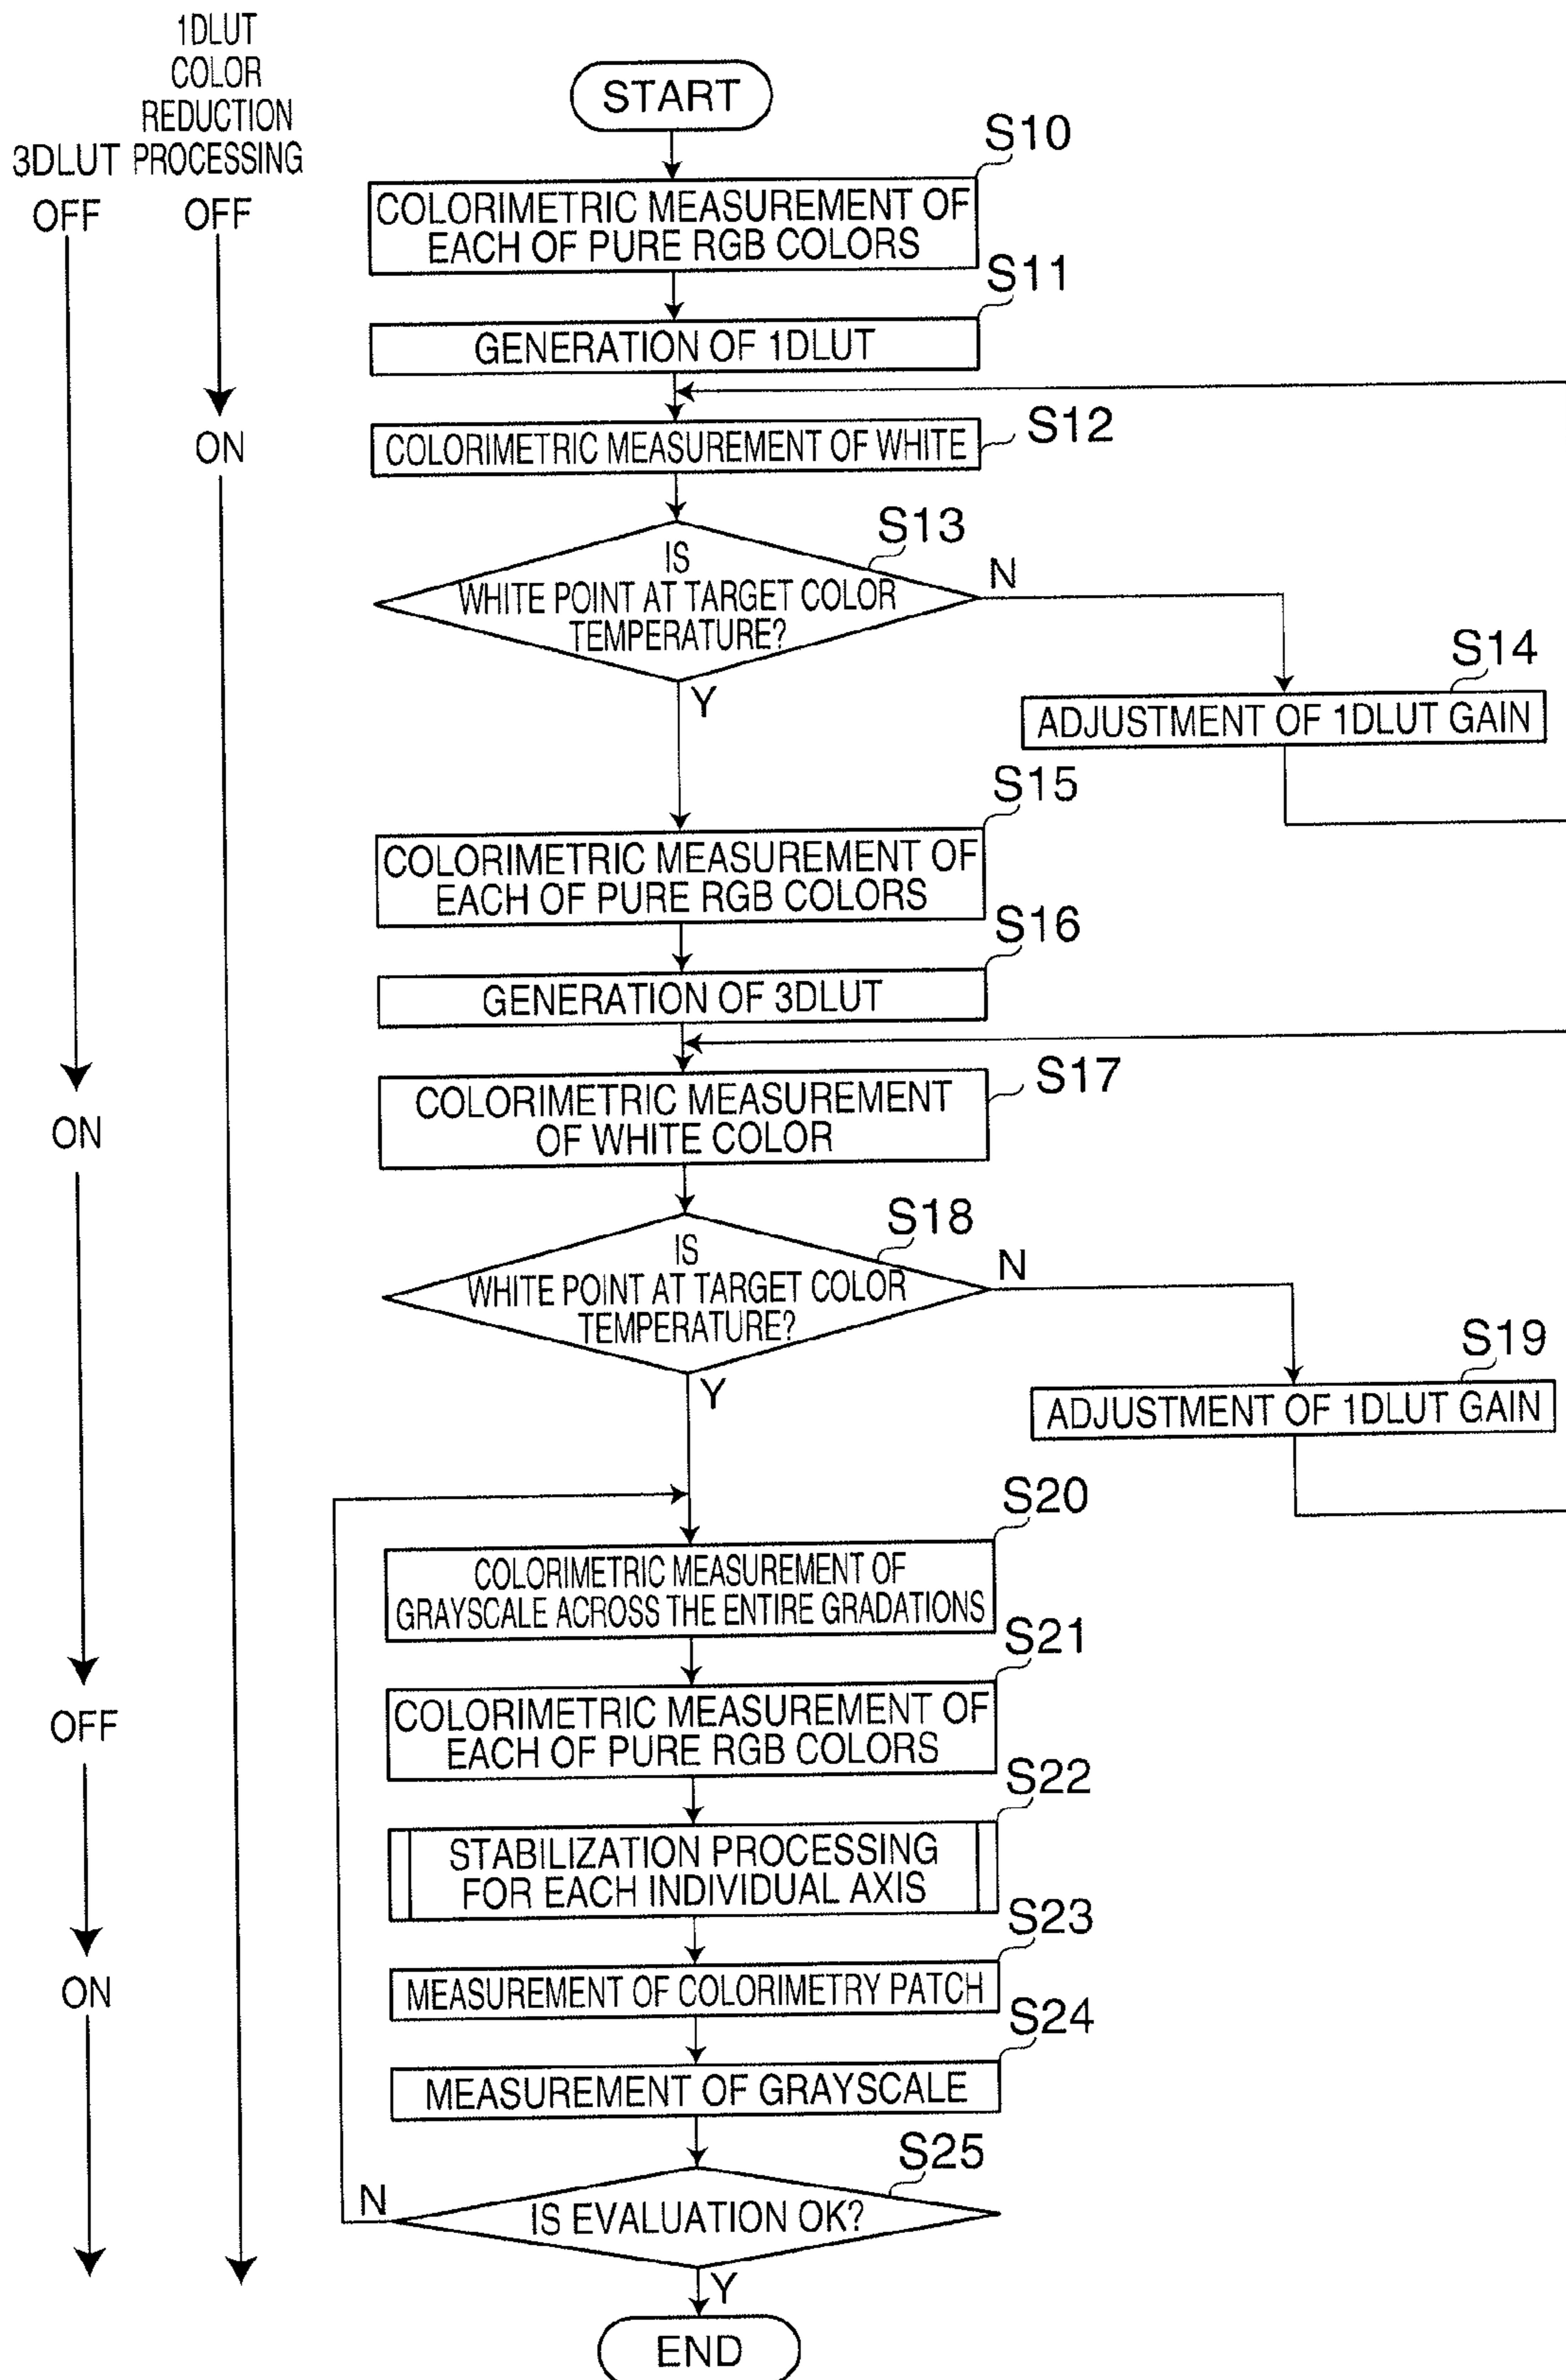 1DLUT
COLOR
REDUCTION
3DLUT PROCESSING
OFF
OFF
ON
ON
OFF
ON
START
S10
COLORIMETRIC MEASUREMENT OF
EACH OF PURE RGB COLORS
S11
GENERATION OF 1DLUT
S12
COLORIMETRIC MEASUREMENT OF WHITE
S13
IS
WHITE POINT AT TARGET COLOR
TEMPERATURE?
N
Y
S14
ADJUSTMENT OF 1DLUT GAIN
S15
COLORIMETRIC MEASUREMENT OF
EACH OF PURE RGB COLORS
S16
GENERATION OF 3DLUT
S17
COLORIMETRIC MEASUREMENT
OF WHITE COLOR
S18
IS
WHITE POINT AT TARGET COLOR
TEMPERATURE?
N
Y
S19
ADJUSTMENT OF 1DLUT GAIN
S20
COLORIMETRIC MEASUREMENT OF
GRAYSCALE ACROSS THE ENTIRE GRADATIONS
S21
COLORIMETRIC MEASUREMENT OF
EACH OF PURE RGB COLORS
S22
STABILIZATION PROCESSING
FOR EACH INDIVIDUAL AXIS
S23
MEASUREMENT OF COLORIMETRY PATCH
S24
MEASUREMENT OF GRAYSCALE
S25
IS EVALUATION OK?
N
Y
END